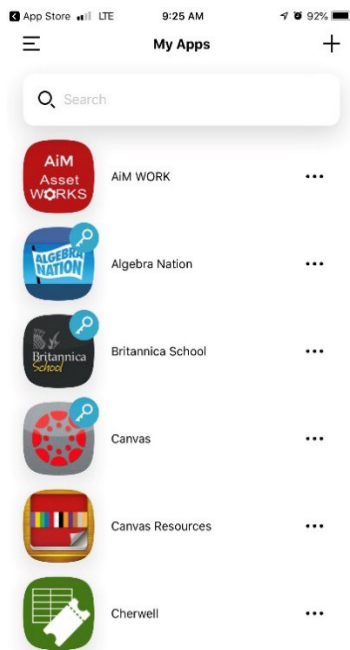 App Store LTE 9:25 AM 92%
My Apps
Search
AiM
Asset
WORKS
AiM WORK
ALGEBRA
NATION
Algebra Nation
Britannica
School
Britannica School
Canvas
Canvas Resources
Cherwell